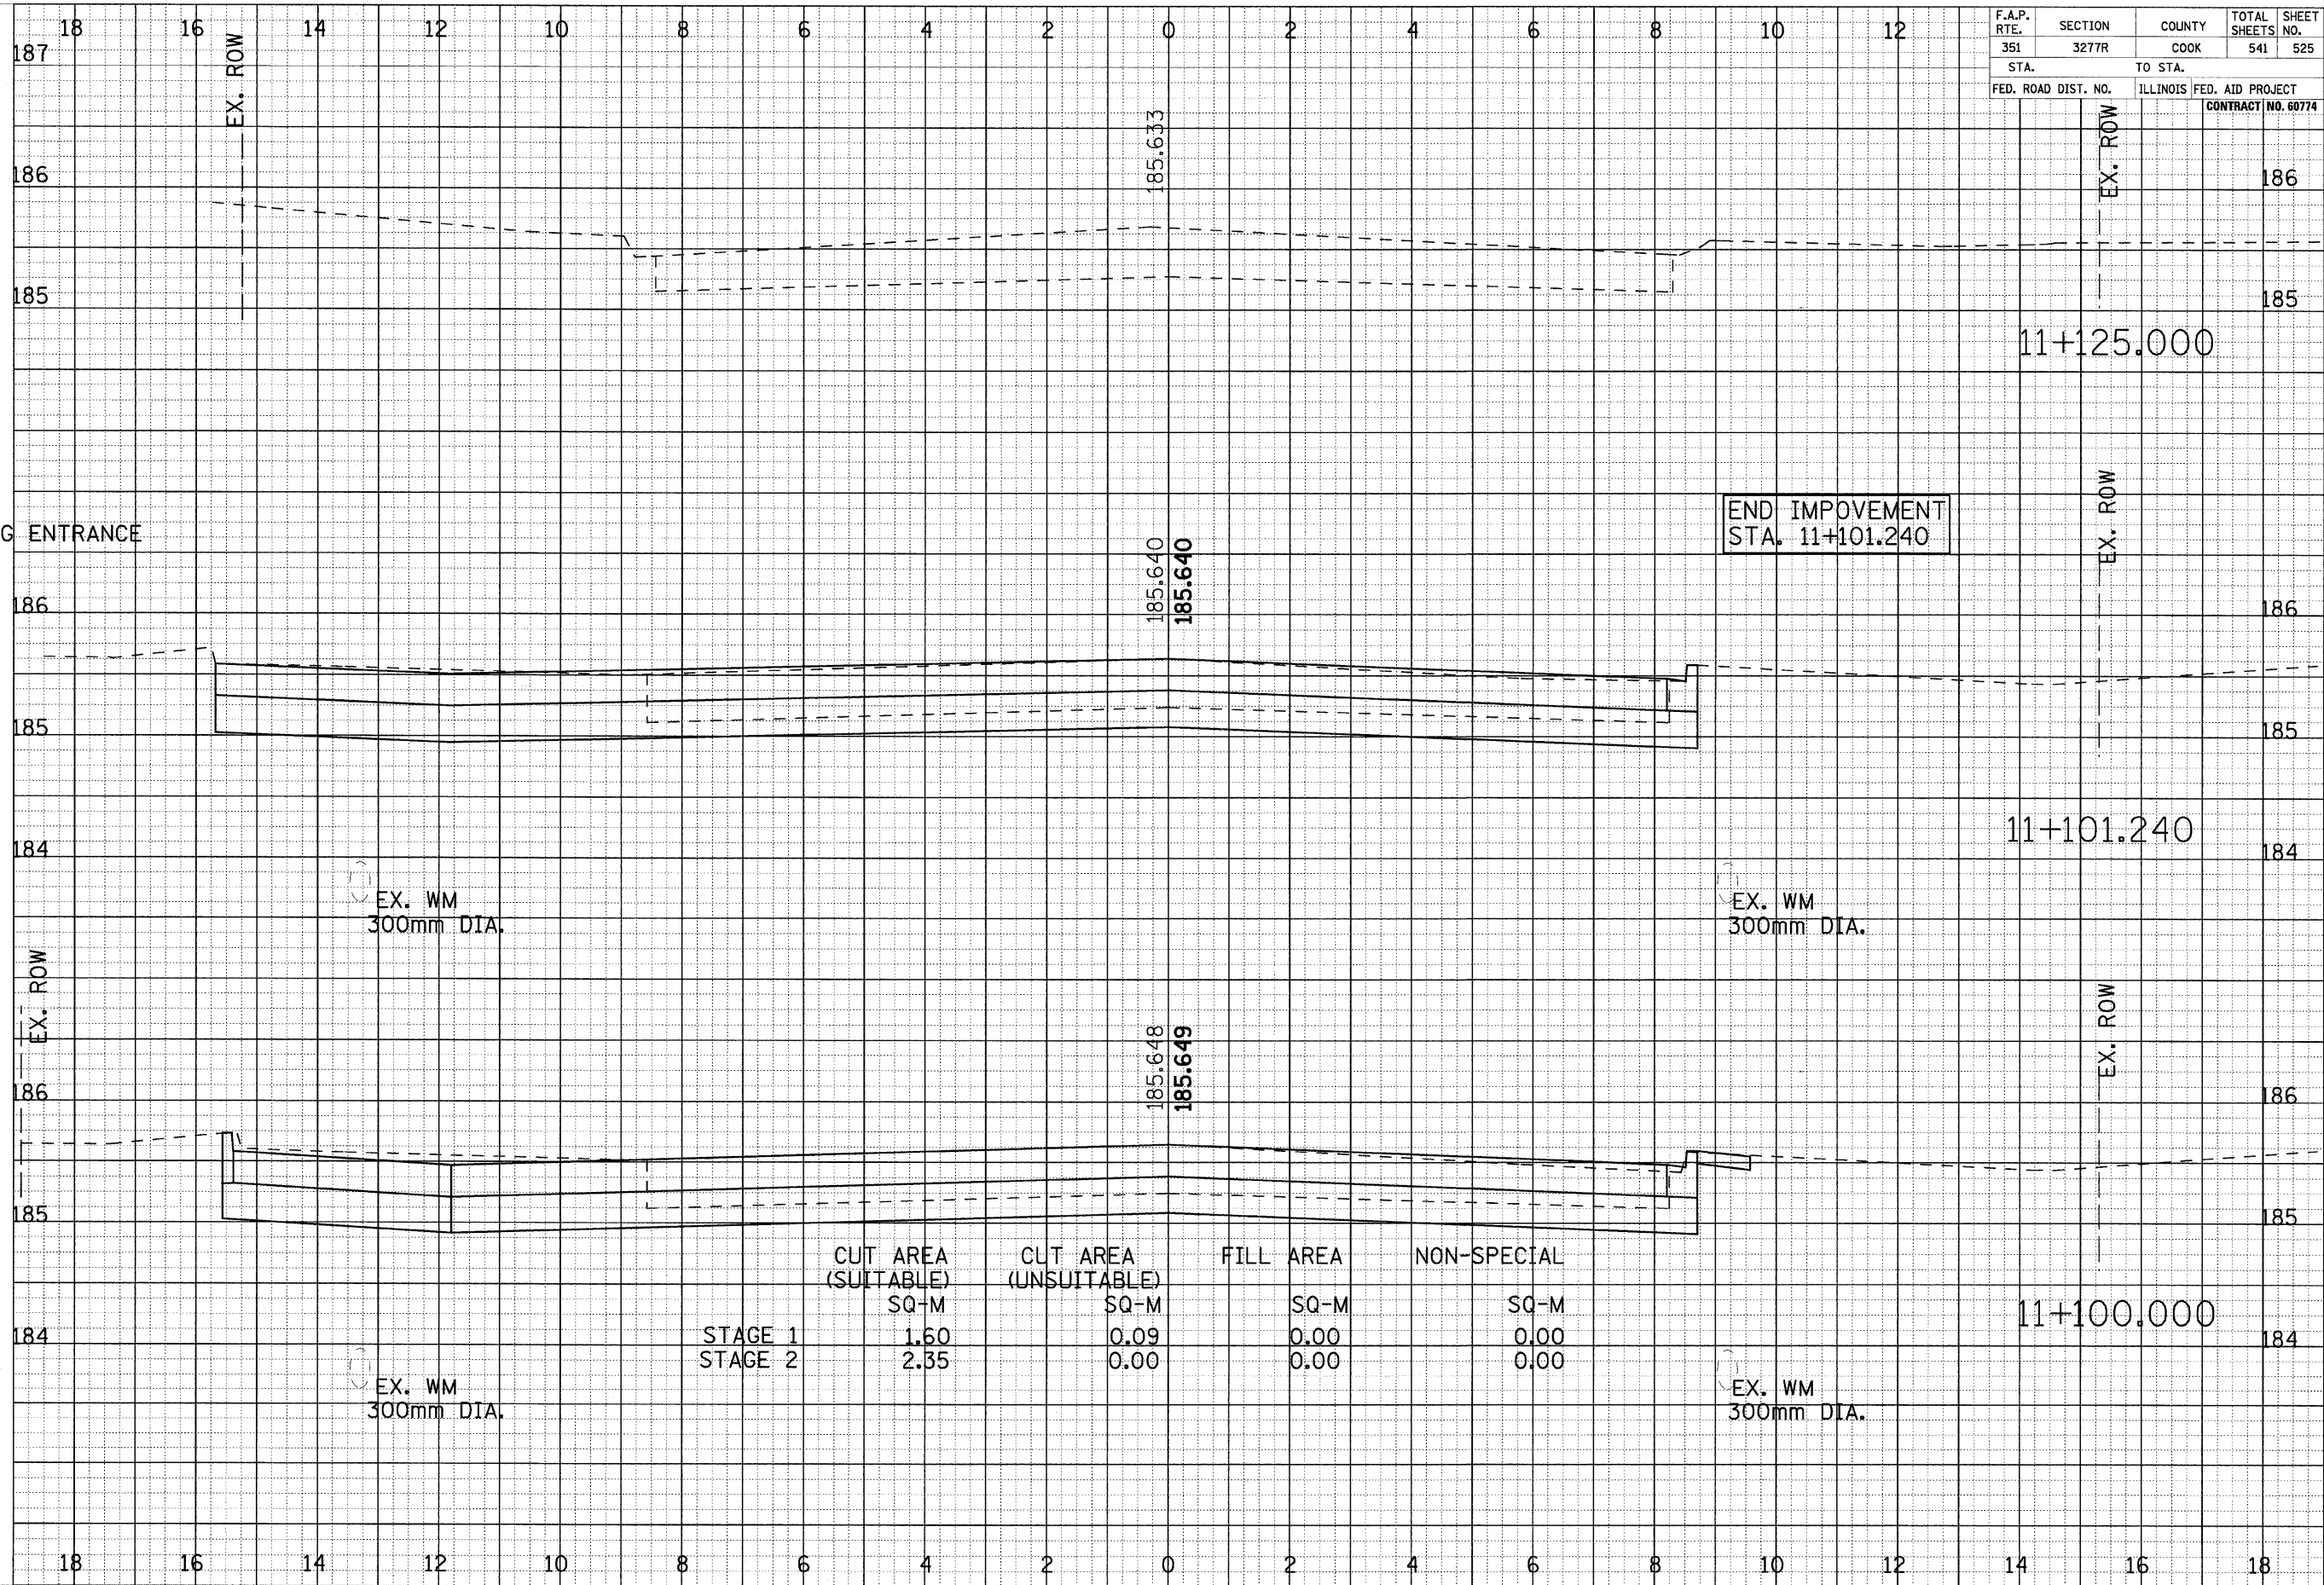 18 16 14 12 10 8 6 4 2 0 2 4 6 8 10 12
F.A.P. RTE. SECTION COUNTY TOTAL SHEETS SHEET NO.
351 3277R COOK 541 525
STA. TO STA.
FED. ROAD DIST. NO. ILLINOIS FED. AID PROJECT
CONTRACT NO. 60774
187
EX. ROW
185.633
EX. ROW
186
186
185
185
11+125.000
G ENTRANCE
185.640
185.640
END IMPOVEMENT
STA. 11+101.240
EX. ROW
186
186
185
185
11+101.240
184
184
EX. WM
300mm DIA.
EX. WM
300mm DIA.
EX. ROW
185.648
185.649
EX. ROW
186
186
185
185
CUT AREA CUT AREA FILL AREA NON-SPECIAL
(SUITABLE) (UNSUITABLE)
SQ-M SQ-M SQ-M SQ-M
STAGE 1 1.60 0.09 0.00 0.00
STAGE 2 2.35 0.00 0.00 0.00
11+100.000
184
184
EX. WM
300mm DIA.
EX. WM
300mm DIA.
18 16 14 12 10 8 6 4 2 0 2 4 6 8 10 12 14 16 18